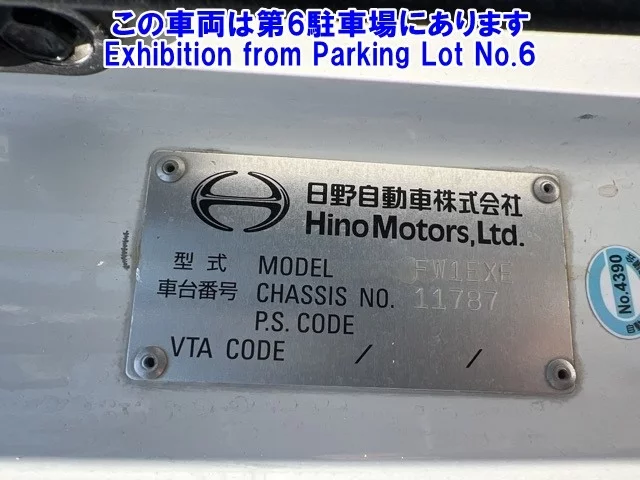 この車両は第6駐車場にあります
Exhibition from Parking Lot No.6
日野自動車株式会社
Hino Motors, Ltd.
型式 MODEL FW1EXE
車台番号 CHASSIS NO. 11787
P.S. CODE
VTA CODE / /
No.4390